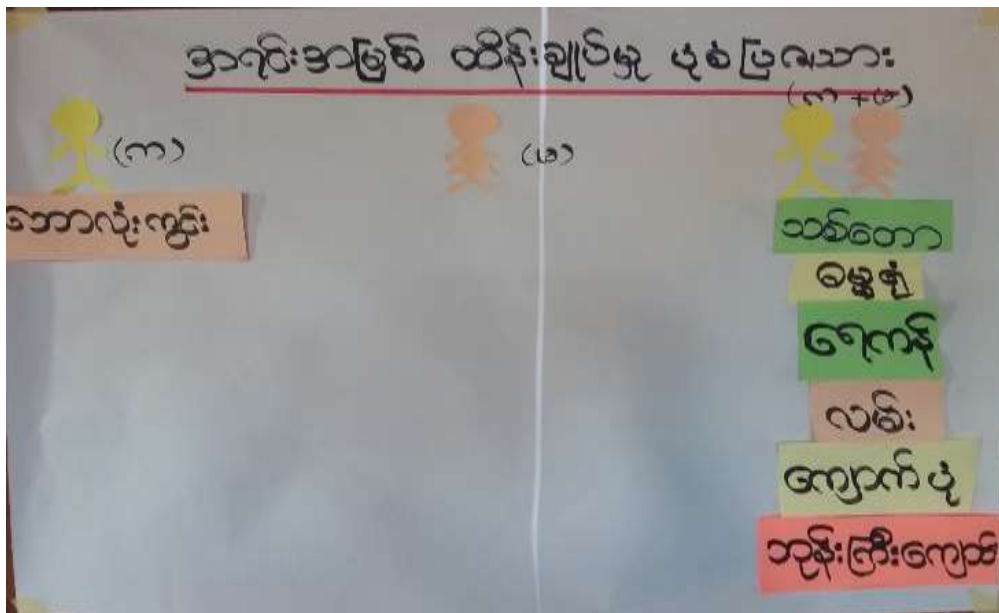 အရင်းအမြစ် ထိန်းချုပ်မှု ပုံစံပြဇယား
(က)
(ခ)
(က + ခ)
ဘောလုံးကွင်း
သစ်တော
ဓမ္မာရုံ
ရေကန်
လမ်း
ကျောက်ပုံ
ဘုန်းကြီးကျောင်း